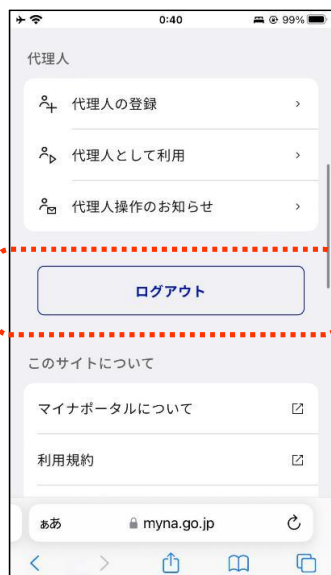 0:40
99%
代理人
代理人の登録
代理人として利用
代理人操作のお知らせ
ログアウト
このサイトについて
マイナポータルについて
利用規約
ぁあ
myna.go.jp